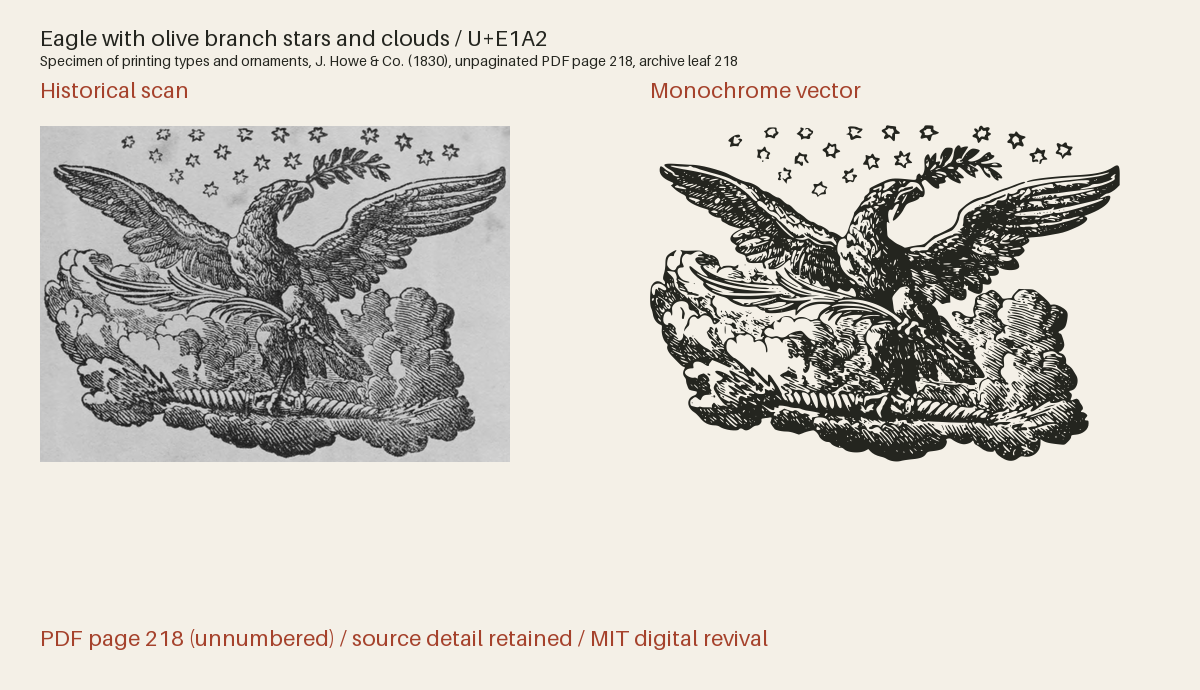 Eagle with olive branch stars and clouds / U+E1A2
Specimen of printing types and ornaments, J. Howe & Co. (1830), unpaginated PDF page 218, archive leaf 218
Historical scan
Monochrome vector
PDF page 218 (unnumbered) / source detail retained / MIT digital revival